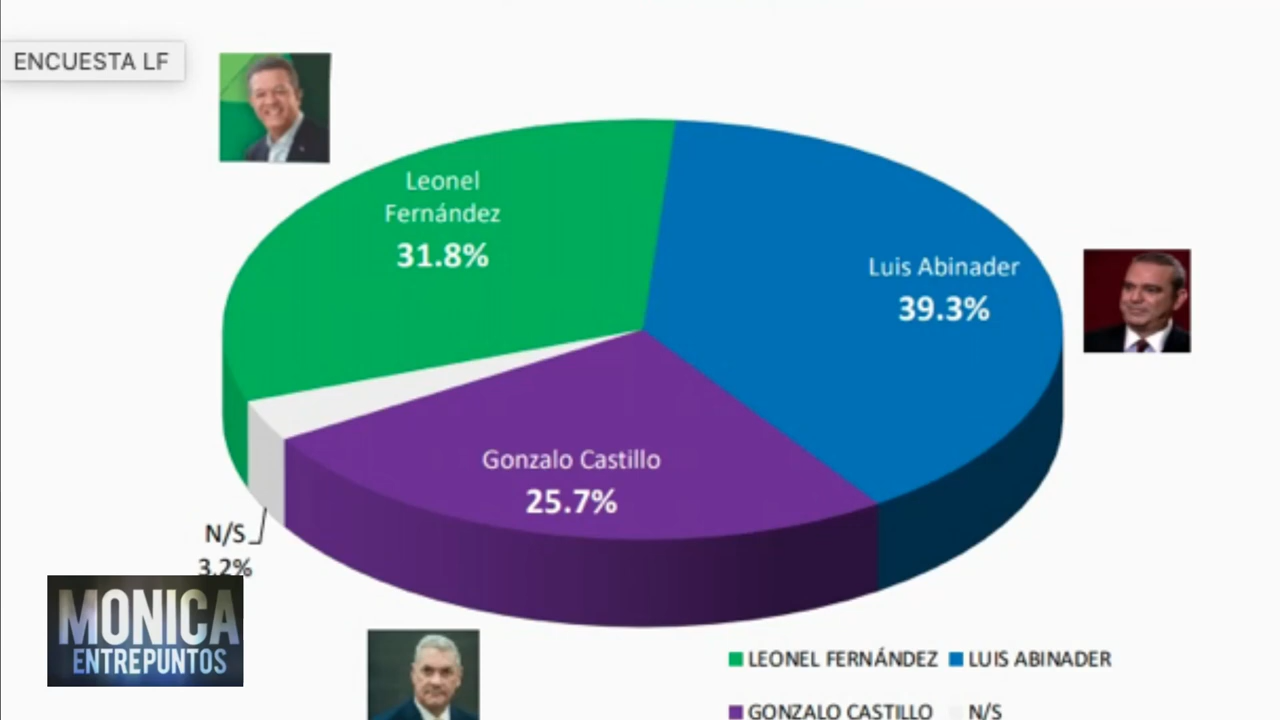 ENCUESTA LF
Leonel
Fernández
31.8%
Luis Abinader
39.3%
Gonzalo Castillo
25.7%
N/S
3.2%
MONICA
ENTREPUNTOS
LEONEL FERNÁNDEZ LUIS ABINADER
GONZALO CASTILLO N/S